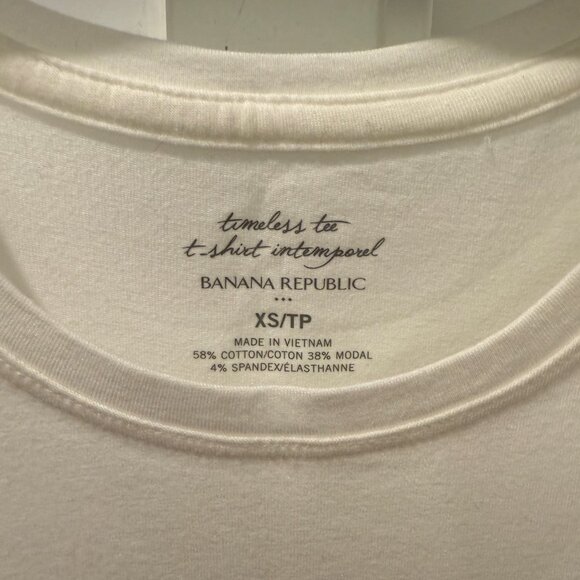 timeless tee
t-shirt intemporel
BANANA REPUBLIC
XS/TP
MADE IN VIETNAM
58% COTTON/COTON 38% MODAL
4% SPANDEX/ÉLASTHANNE